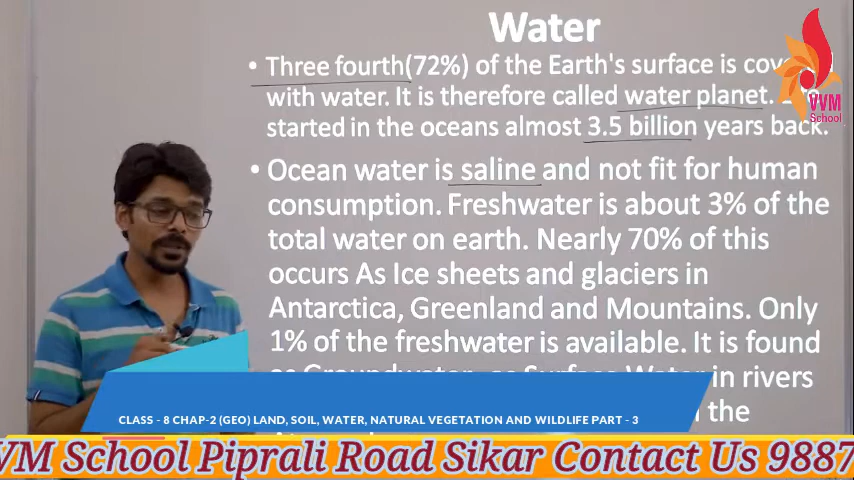 Water
• Three fourth(72%) of the Earth's surface is
with water. It is therefore called water planet.
started in the oceans almost 3.5 billion years back.
• Ocean water is saline and not fit for human
consumption. Freshwater is about 3% of the
total water on earth. Nearly 70% of this
occurs As Ice sheets and glaciers in
Antarctica, Greenland and Mountains. Only
1% of the freshwater is available. It is found
as Groundwater, as Surface Water in rivers
the
VVM
School
CLASS - 8 CHAP-2 (GEO) LAND, SOIL, WATER, NATURAL VEGETATION AND WILDLIFE PART - 3
VM School Piprali Road Sikar Contact Us 9887